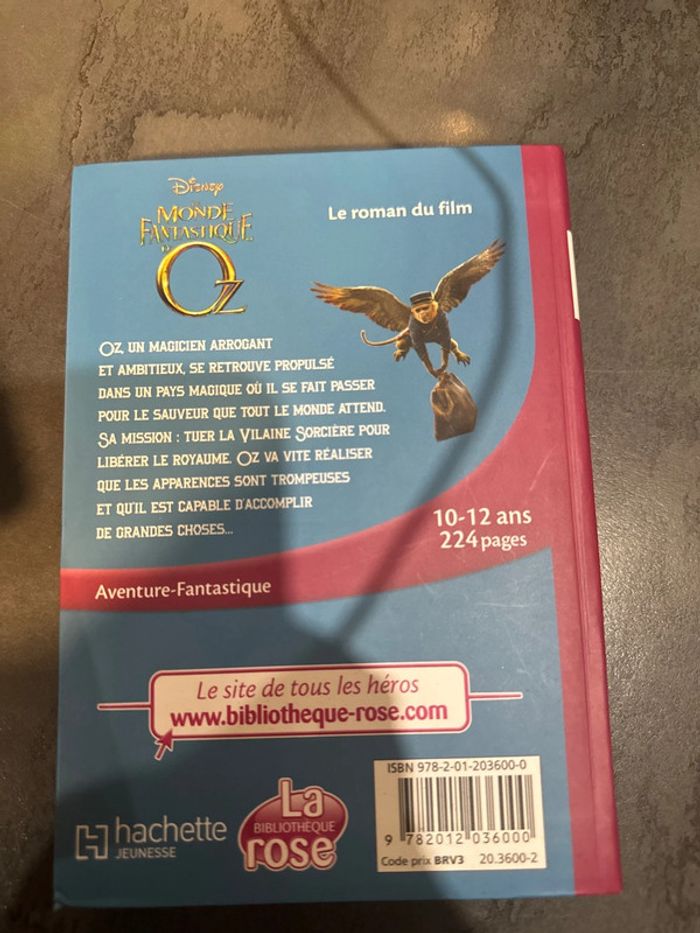 Disney
LE MONDE
FANTASTIQUE
D'
OZ
Le roman du film
OZ, UN MAGICIEN ARROGANT
ET AMBITIEUX, SE RETROUVE PROPULSÉ
DANS UN PAYS MAGIQUE OÙ IL SE FAIT PASSER
POUR LE SAUVEUR QUE TOUT LE MONDE ATTEND.
SA MISSION : TUER LA VILAINE SORCIÈRE POUR
LIBÉRER LE ROYAUME. OZ VA VITE RÉALISER
QUE LES APPARENCES SONT TROMPEUSES
ET QU'IL EST CAPABLE D'ACCOMPLIR
DE GRANDES CHOSES...
10-12 ans
224 pages
Aventure-Fantastique
Le site de tous les héros
www.bibliotheque-rose.com
hachette
JEUNESSE
La
BIBLIOTHÈQUE
rose
ISBN 978-2-01-203600-0
9 782012 036000
Code prix BRV3 20.3600-2